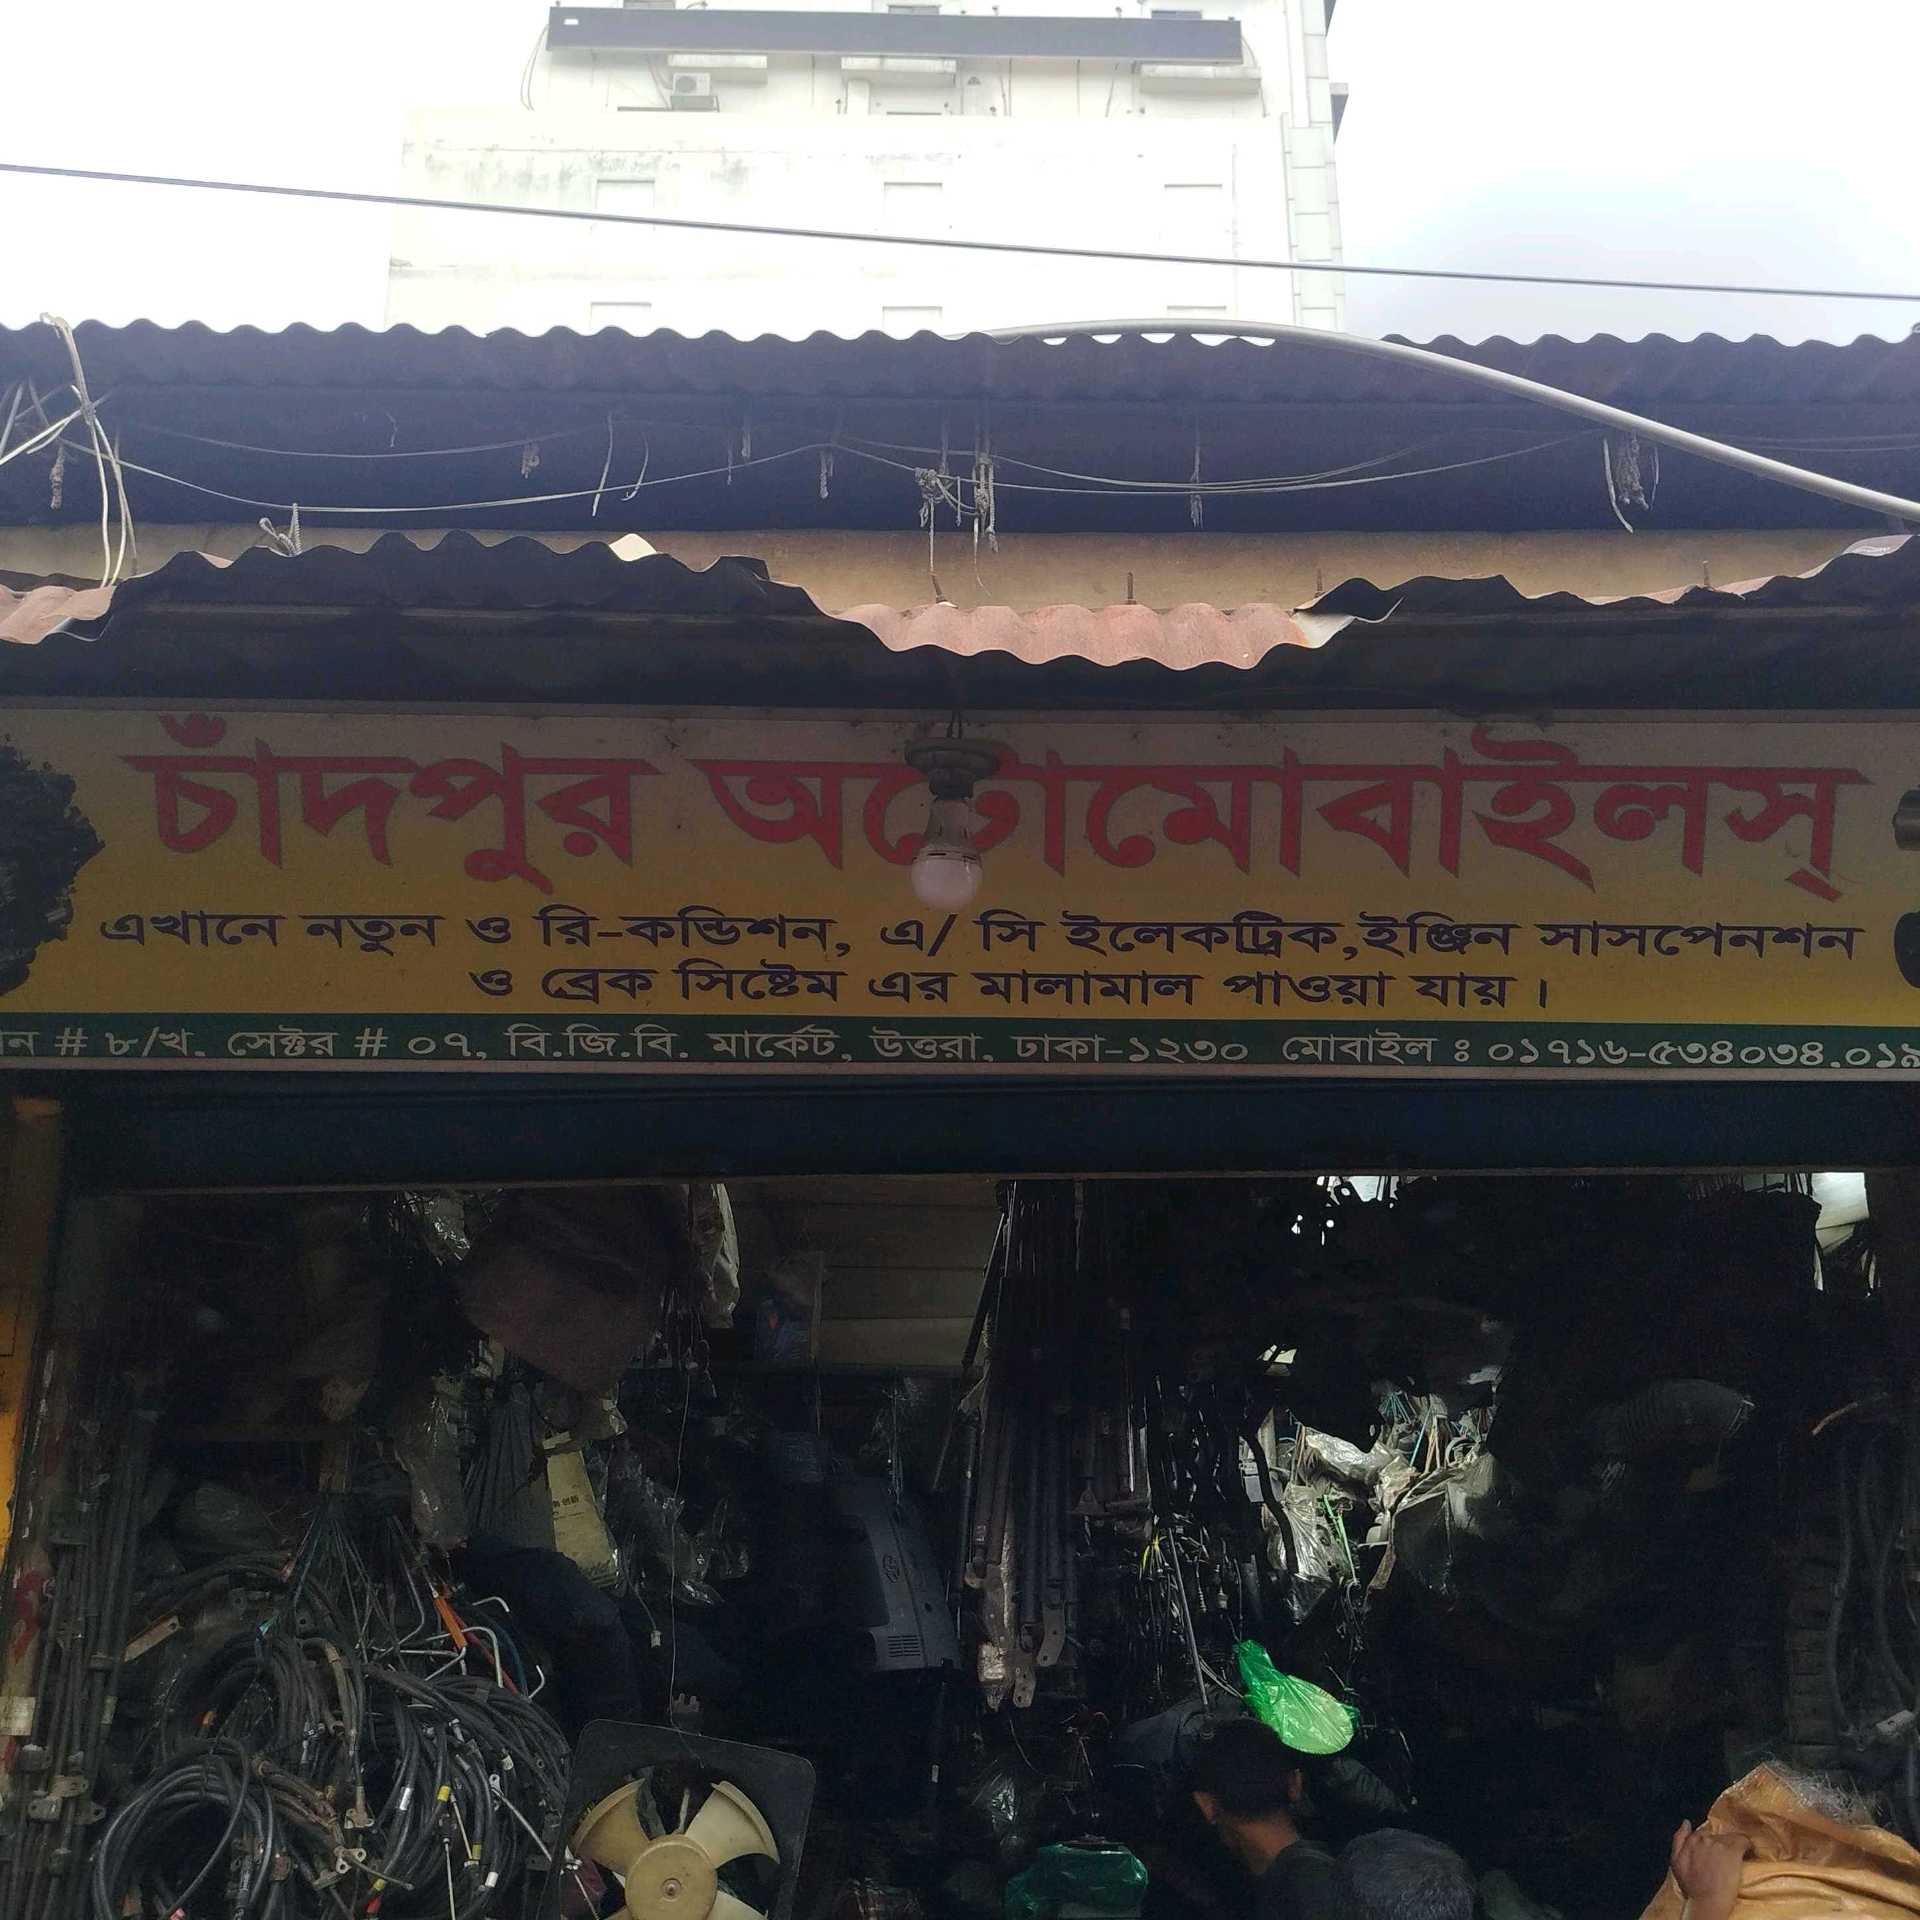 চাঁদপুর অটোমোবাইলস্
এখানে নতুন ও রি-কন্ডিশন, এ/ সি ইলেকট্রিক,ইঞ্জিন সাসপেনশন
ও ব্রেক সিষ্টেম এর মালামাল পাওয়া যায়।
ন # ৮/খ, সেক্টর # ০৭, বি.জি.বি. মার্কেট, উত্তরা, ঢাকা-১২৩০ মোবাইল ঃ ০১৭১৬-৫৩৪০৩৪,০১৯